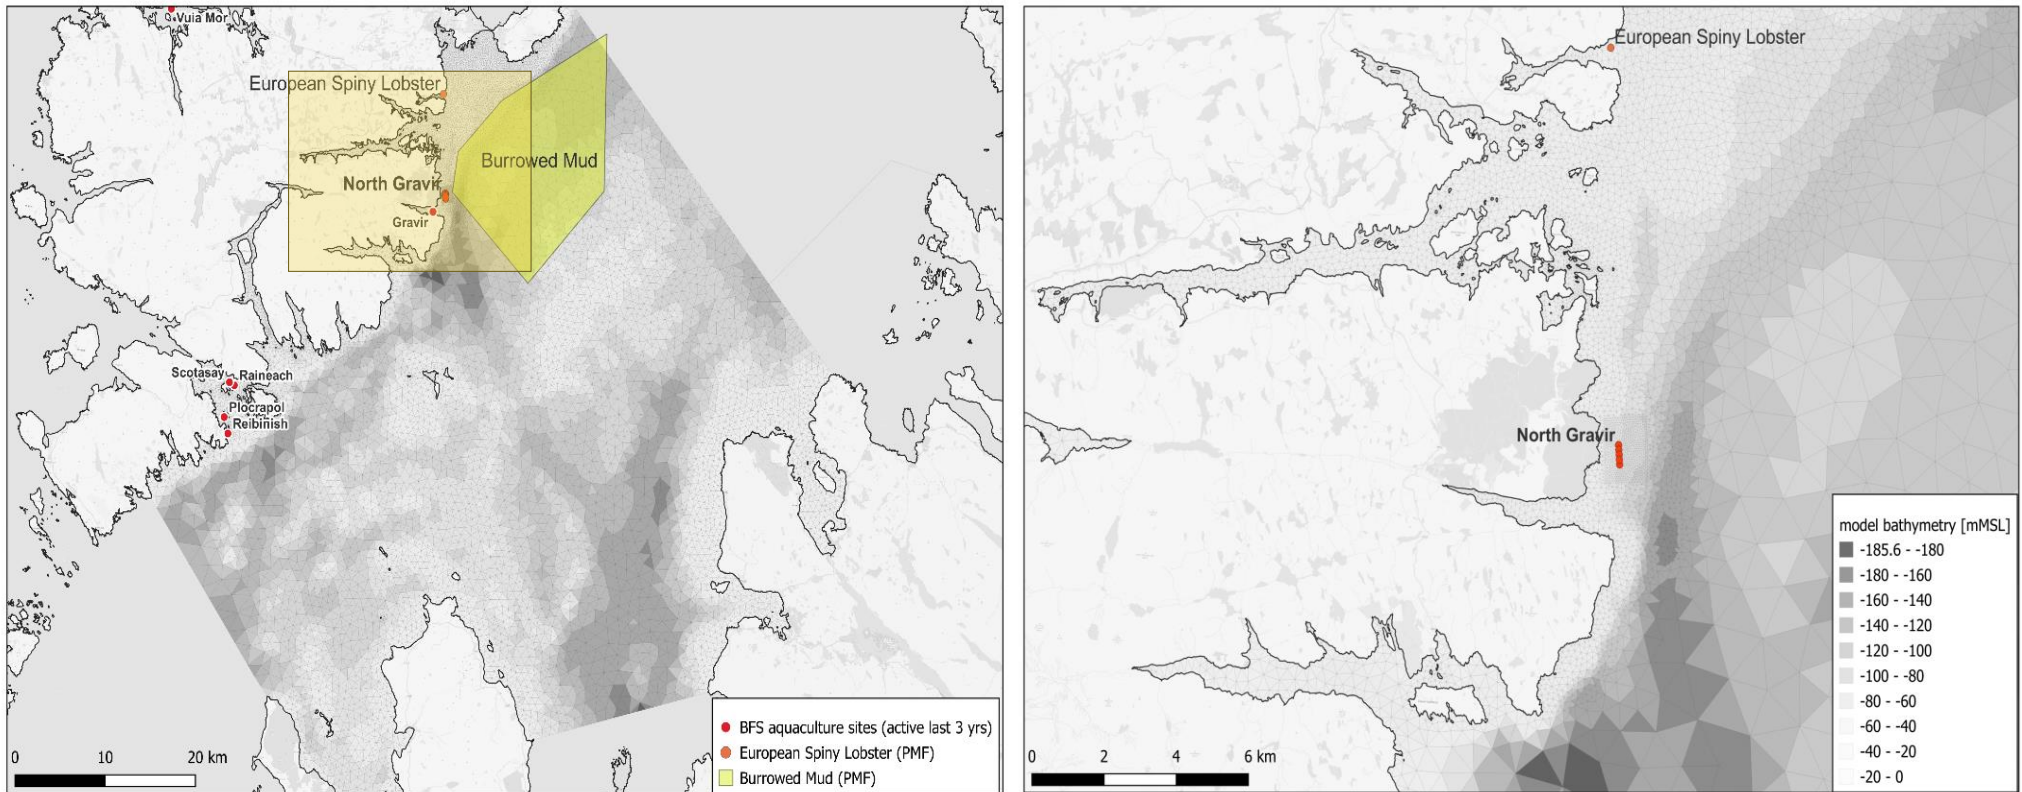 Vuia Mor
European Spiny Lobster
Burrowed Mud
North Gravir
Gravir
Scotasay
Raineach
Plocrapol
Reibinish
BFS aquaculture sites (active last 3 yrs)
European Spiny Lobster (PMF)
Burrowed Mud (PMF)
0 10 20 km
European Spiny Lobster
North Gravir
model bathymetry [mMSL]
-185.6 - -180
-180 - -160
-160 - -140
-140 - -120
-120 - -100
-100 - -80
-80 - -60
-60 - -40
-40 - -20
-20 - 0
0 2 4 6 km